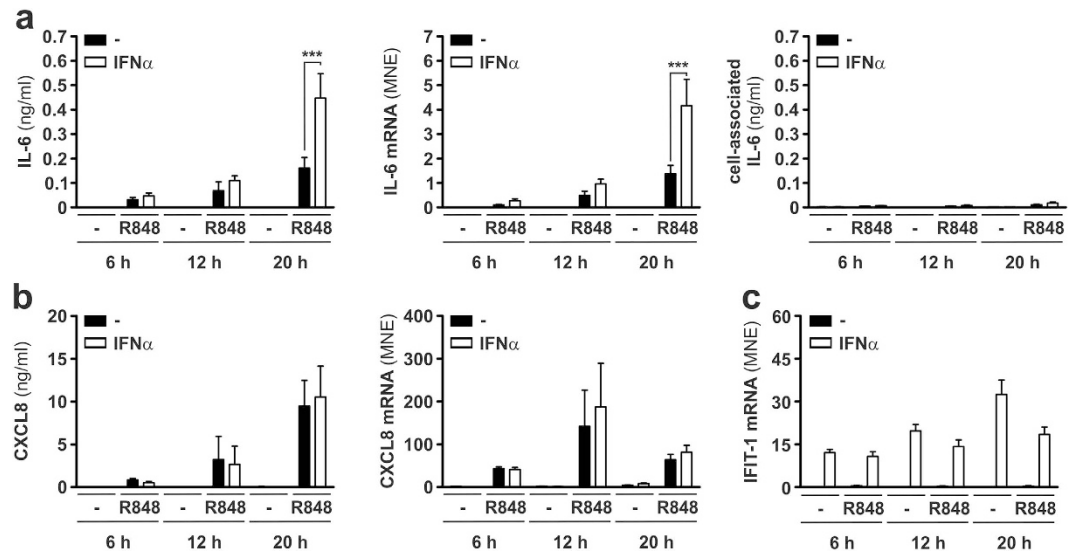 a
IL-6 (ng/ml)
0.7
0.6
0.5
0.4
0.3
0.2
0.1
0
-
IFNα
***
- R848 - R848 - R848
6 h 12 h 20 h
IL-6 mRNA (MNE)
7
6
5
4
3
2
1
0
-
IFNα
***
- R848 - R848 - R848
6 h 12 h 20 h
cell-associated
IL-6 (ng/ml)
0.7
0.6
0.5
0.4
0.3
0.2
0.1
0
-
IFNα
- R848 - R848 - R848
6 h 12 h 20 h
b
CXCL8 (ng/ml)
20
15
10
5
0
-
IFNα
- R848 - R848 - R848
6 h 12 h 20 h
CXCL8 mRNA (MNE)
400
300
200
100
0
-
IFNα
- R848 - R848 - R848
6 h 12 h 20 h
c
IFIT-1 mRNA (MNE)
60
45
30
15
0
-
IFNα
- R848 - R848 - R848
6 h 12 h 20 h